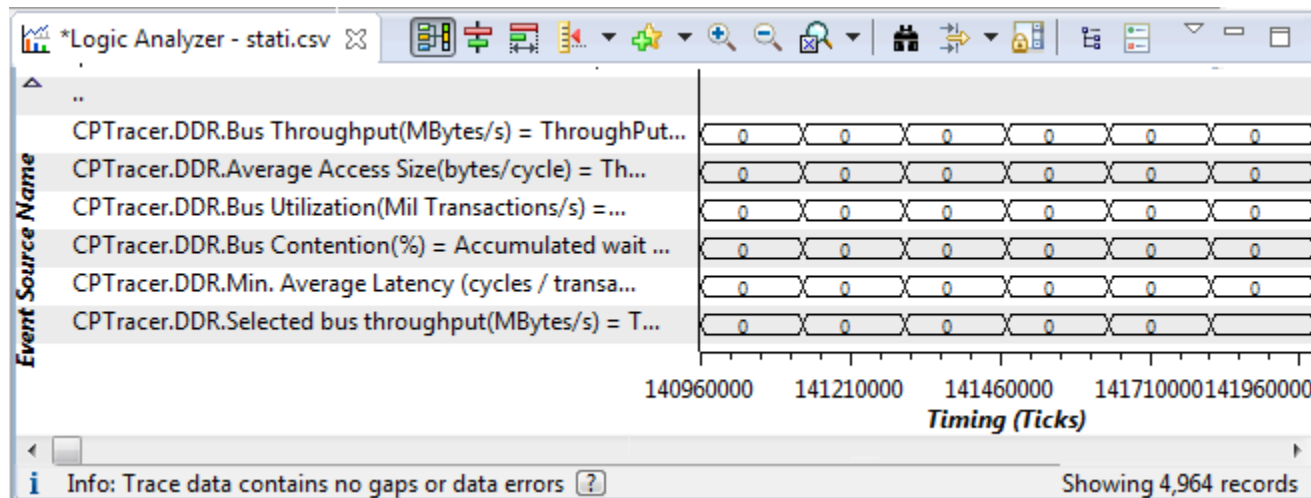 *Logic Analyzer - stati.csv
..
CPTracer.DDR.Bus Throughput(MBytes/s) = ThroughPut... 0 0 0 0 0 0
CPTracer.DDR.Average Access Size(bytes/cycle) = Th... 0 0 0 0 0 0
CPTracer.DDR.Bus Utilization(Mil Transactions/s) =... 0 0 0 0 0 0
CPTracer.DDR.Bus Contention(%) = Accumulated wait ... 0 0 0 0 0 0
CPTracer.DDR.Min. Average Latency (cycles / transa... 0 0 0 0 0 0
CPTracer.DDR.Selected bus throughput(MBytes/s) = T... 0 0 0 0 0
Event Source Name
140960000 141210000 141460000 141710000 141960000
Timing (Ticks)
i Info: Trace data contains no gaps or data errors ? Showing 4,964 records